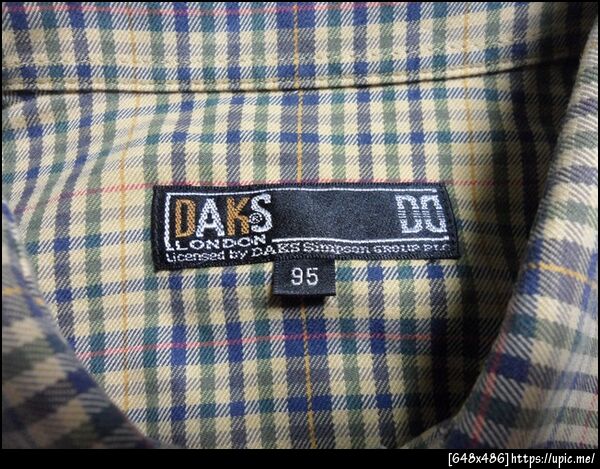 DAKS® DD
LONDON
Licensed by DAKS Simpson GROUP PLC
95
[648x486]https://upic.me/